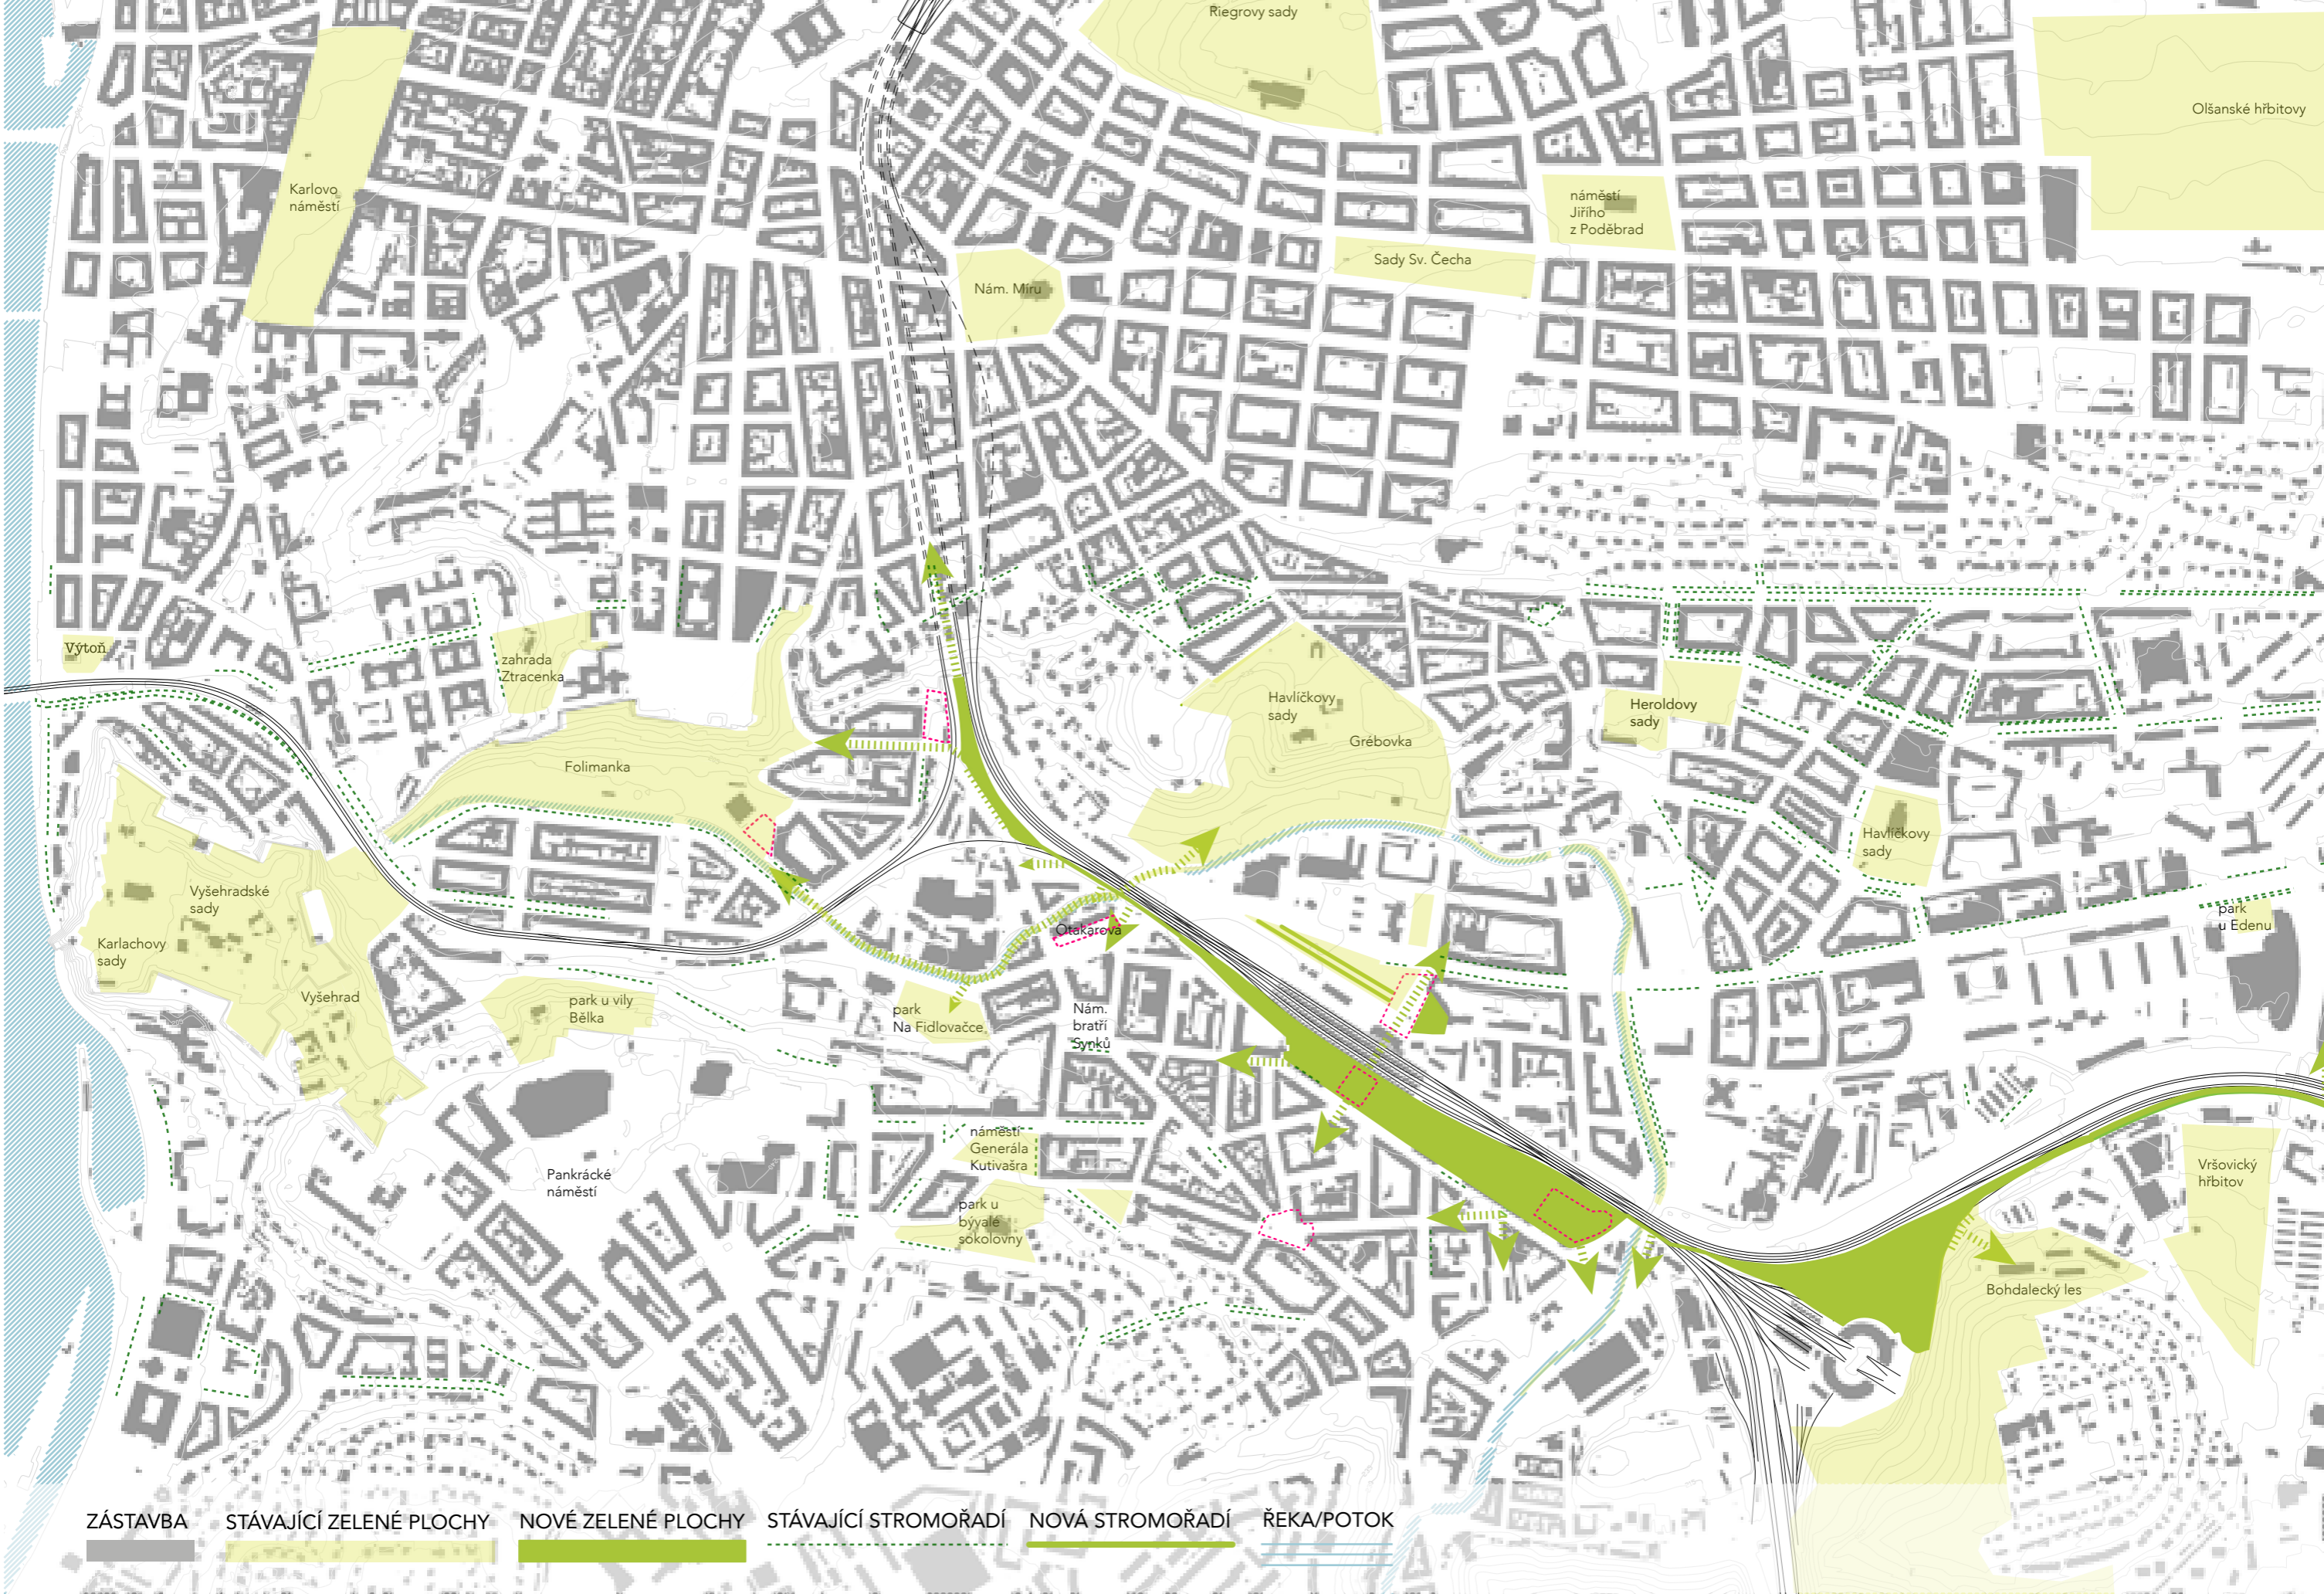 Riegrovy sady
Olšanské hřbitovy
Karlovo
náměstí
náměstí
Jiřího
z Poděbrad
Sady Sv. Čecha
Nám. Míru
Výtoň
zahrada
Ztracenka
Havlíčkovy
sady
Grébovka
Heroldovy
sady
Folimanka
Havlíčkovy
sady
Vyšehradské
sady
Karlachovy
sady
Otakarova
park
u Edenu
Vyšehrad
park u vily
Bělka
park
Na Fidlovačce
Nám.
bratří
Synků
náměstí
Generála
Kutivašra
Pankrácké
náměstí
Vršovický
hřbitov
park u
bývalé
sokolovny
Bohdalecký les
ZÁSTAVBA
STÁVAJÍCÍ ZELENÉ PLOCHY
NOVÉ ZELENÉ PLOCHY
STÁVAJÍCÍ STROMOŘADÍ
NOVÁ STROMOŘADÍ
ŘEKA/POTOK